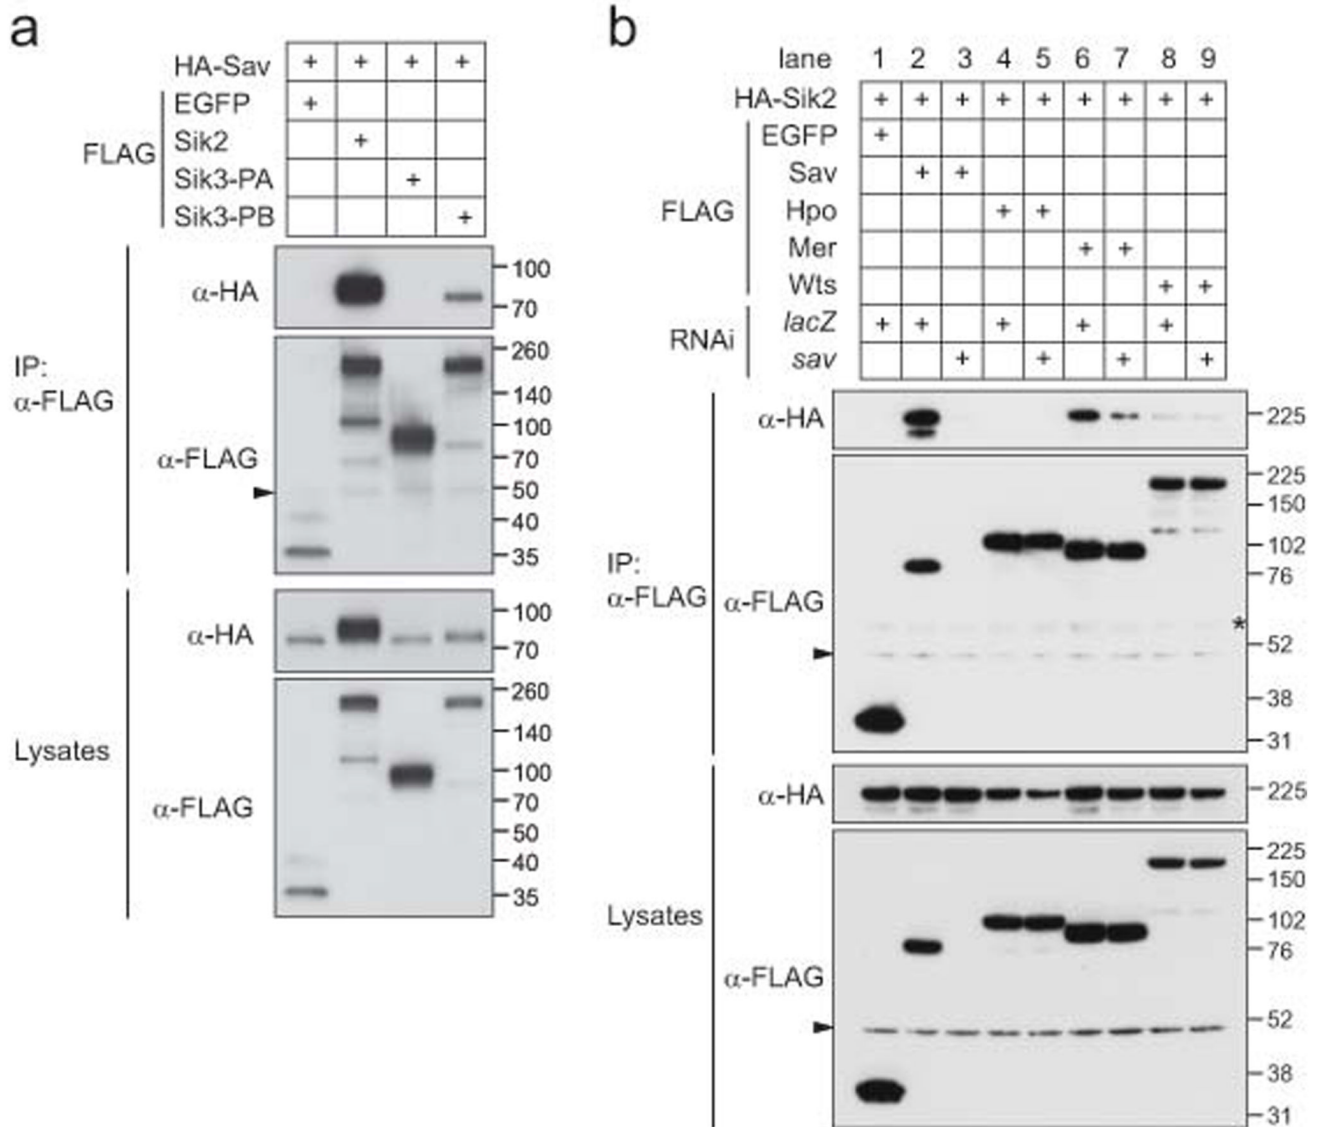 a
HA-Sav + + + +
FLAG
EGFP +
Sik2 +
Sik3-PA +
Sik3-PB +
IP:
α-FLAG
α-HA
100
70
α-FLAG
260
140
100
70
50
40
35
Lysates
α-HA
100
70
α-FLAG
260
140
100
70
50
40
35
b
lane 1 2 3 4 5 6 7 8 9
HA-Sik2 + + + + + + + + +
FLAG
EGFP +
Sav + +
Hpo + +
Mer + +
Wts + +
RNAi
lacZ + + + + +
sav + + + +
IP:
α-FLAG
α-HA
225
α-FLAG
225
150
102
76
*
52
38
31
Lysates
α-HA
225
α-FLAG
225
150
102
76
52
38
31